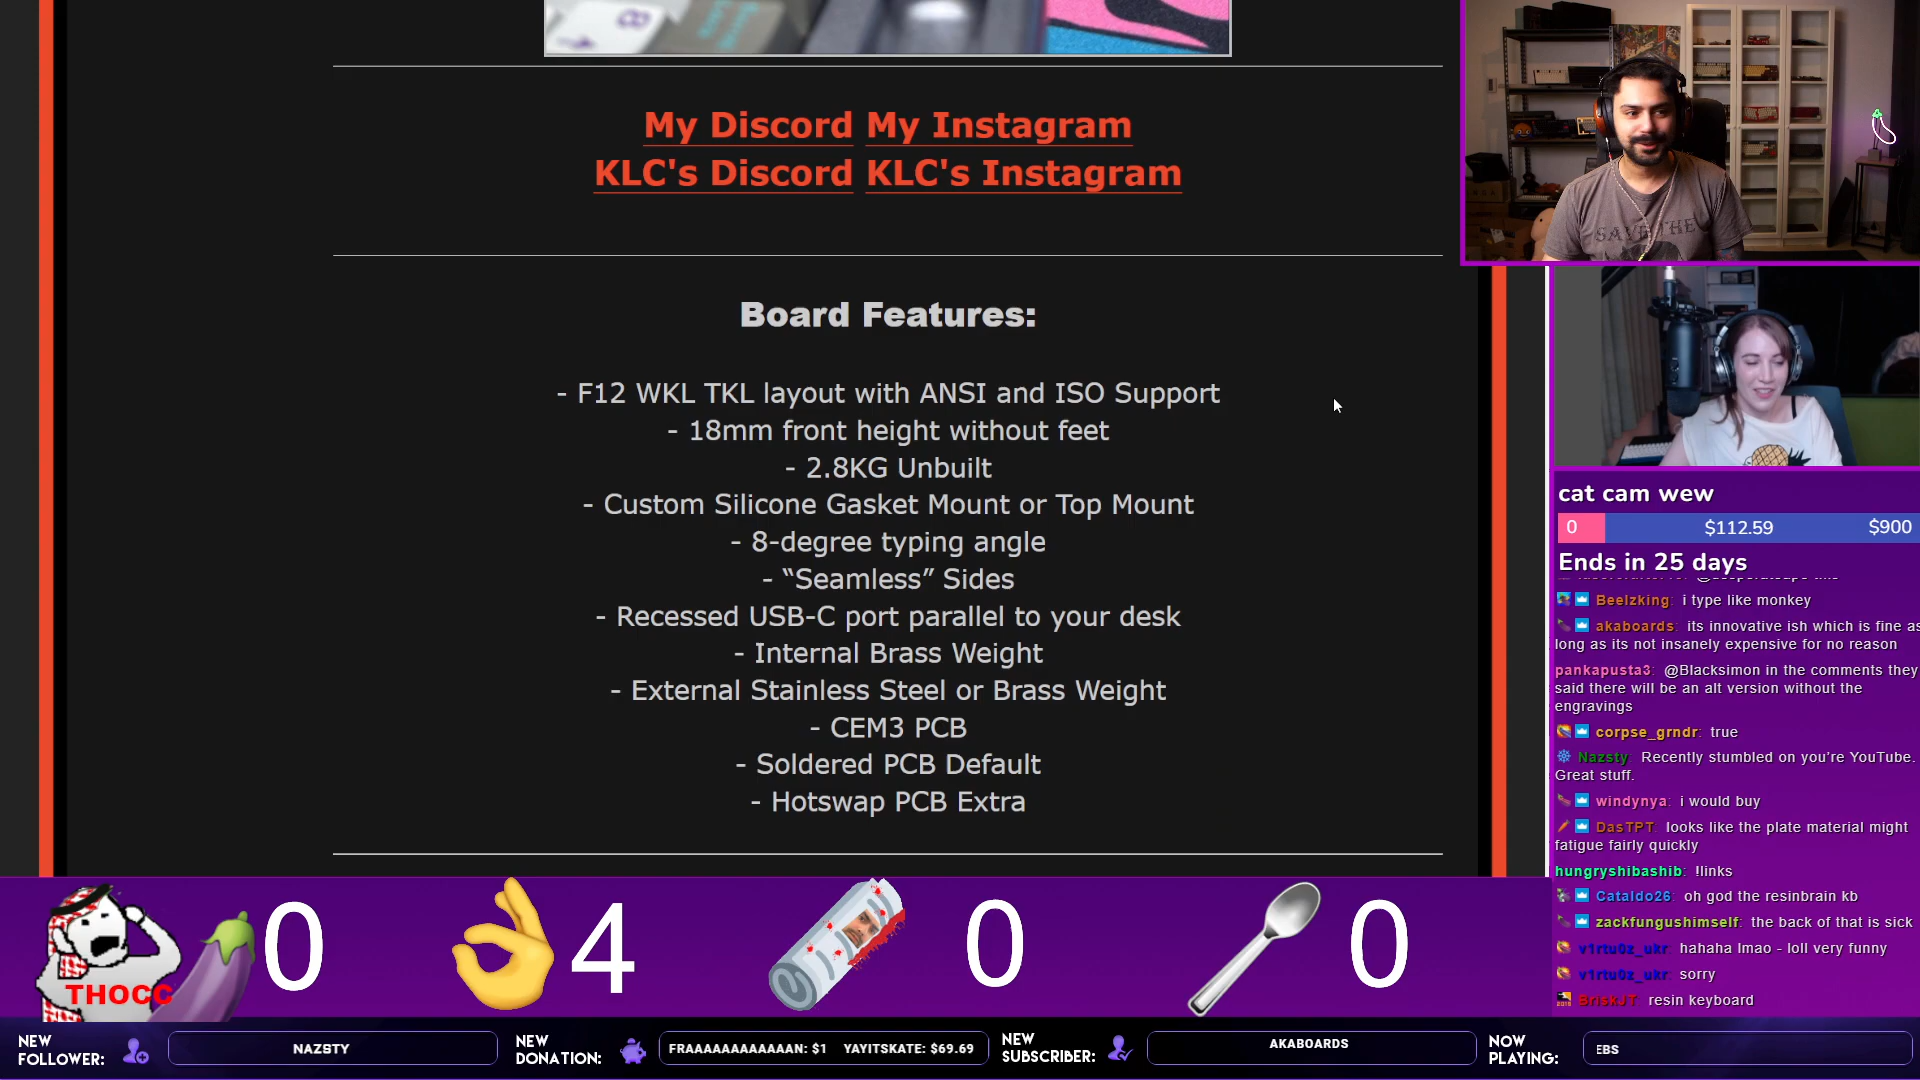 My Discord My Instagram
KLC's Discord KLC's Instagram
Board Features:
- F12 WKL TKL layout with ANSI and ISO Support
- 18mm front height without feet
- 2.8KG Unbuilt
- Custom Silicone Gasket Mount or Top Mount
- 8-degree typing angle
- “Seamless” Sides
- Recessed USB-C port parallel to your desk
- Internal Brass Weight
- External Stainless Steel or Brass Weight
- CEM3 PCB
- Soldered PCB Default
- Hotswap PCB Extra
SAVE THE
cat cam wew
0 $112.59 $900
Ends in 25 days
Beelzking: i type like monkey
akaboards: its innovative ish which is fine as
long as its not insanely expensive for no reason
pankapusta3: @Blacksimon in the comments they
said there will be an alt version without the
engravings
corpse_grndr: true
Nazsty: Recently stumbled on you're YouTube.
Great stuff.
windynya: i would buy
DasTPT: looks like the plate material might
fatigue fairly quickly
hungryshibashib: !links
Cataldo26: oh god the resinbrain kb
zackfungushimself: the back of that is sick
v1rtu0z_ukr: hahaha lmao - loll very funny
v1rtu0z_ukr: sorry
BriskJT: resin keyboard
THOCC 0 4 0 0
NEW FOLLOWER: NAZSTY
NEW DONATION: FRAAAAAAAAAAAAN: $1 YAYITSKATE: $69.69
NEW SUBSCRIBER: AKABOARDS
NOW PLAYING: EBS